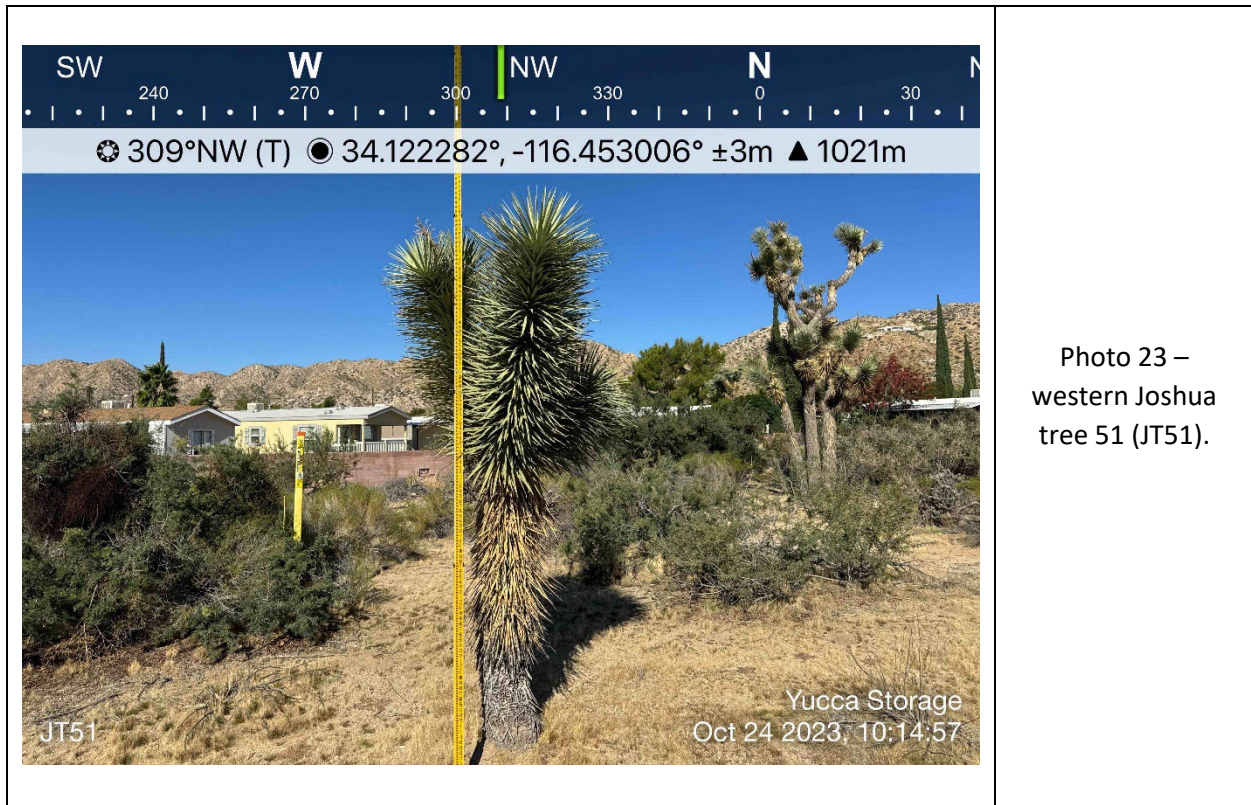 SW W NW N N
240 270 300 330 0 30
309°NW (T) 34.122282°, -116.453006° ±3m ▲ 1021m
JT51
Yucca Storage
Oct 24 2023, 10:14:57
Photo 23 –
western Joshua
tree 51 (JT51).